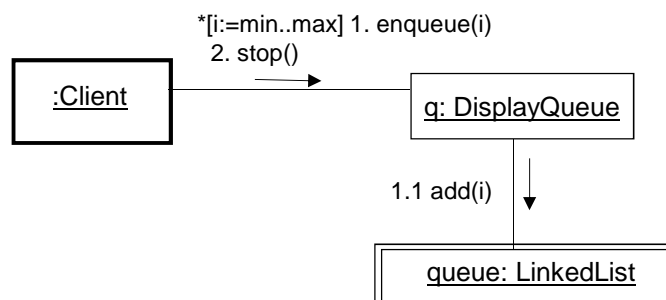 *[i:=min..max] 1. enqueue(i)
2. stop()
:Client
q: DisplayQueue
1.1 add(i)
queue: LinkedList